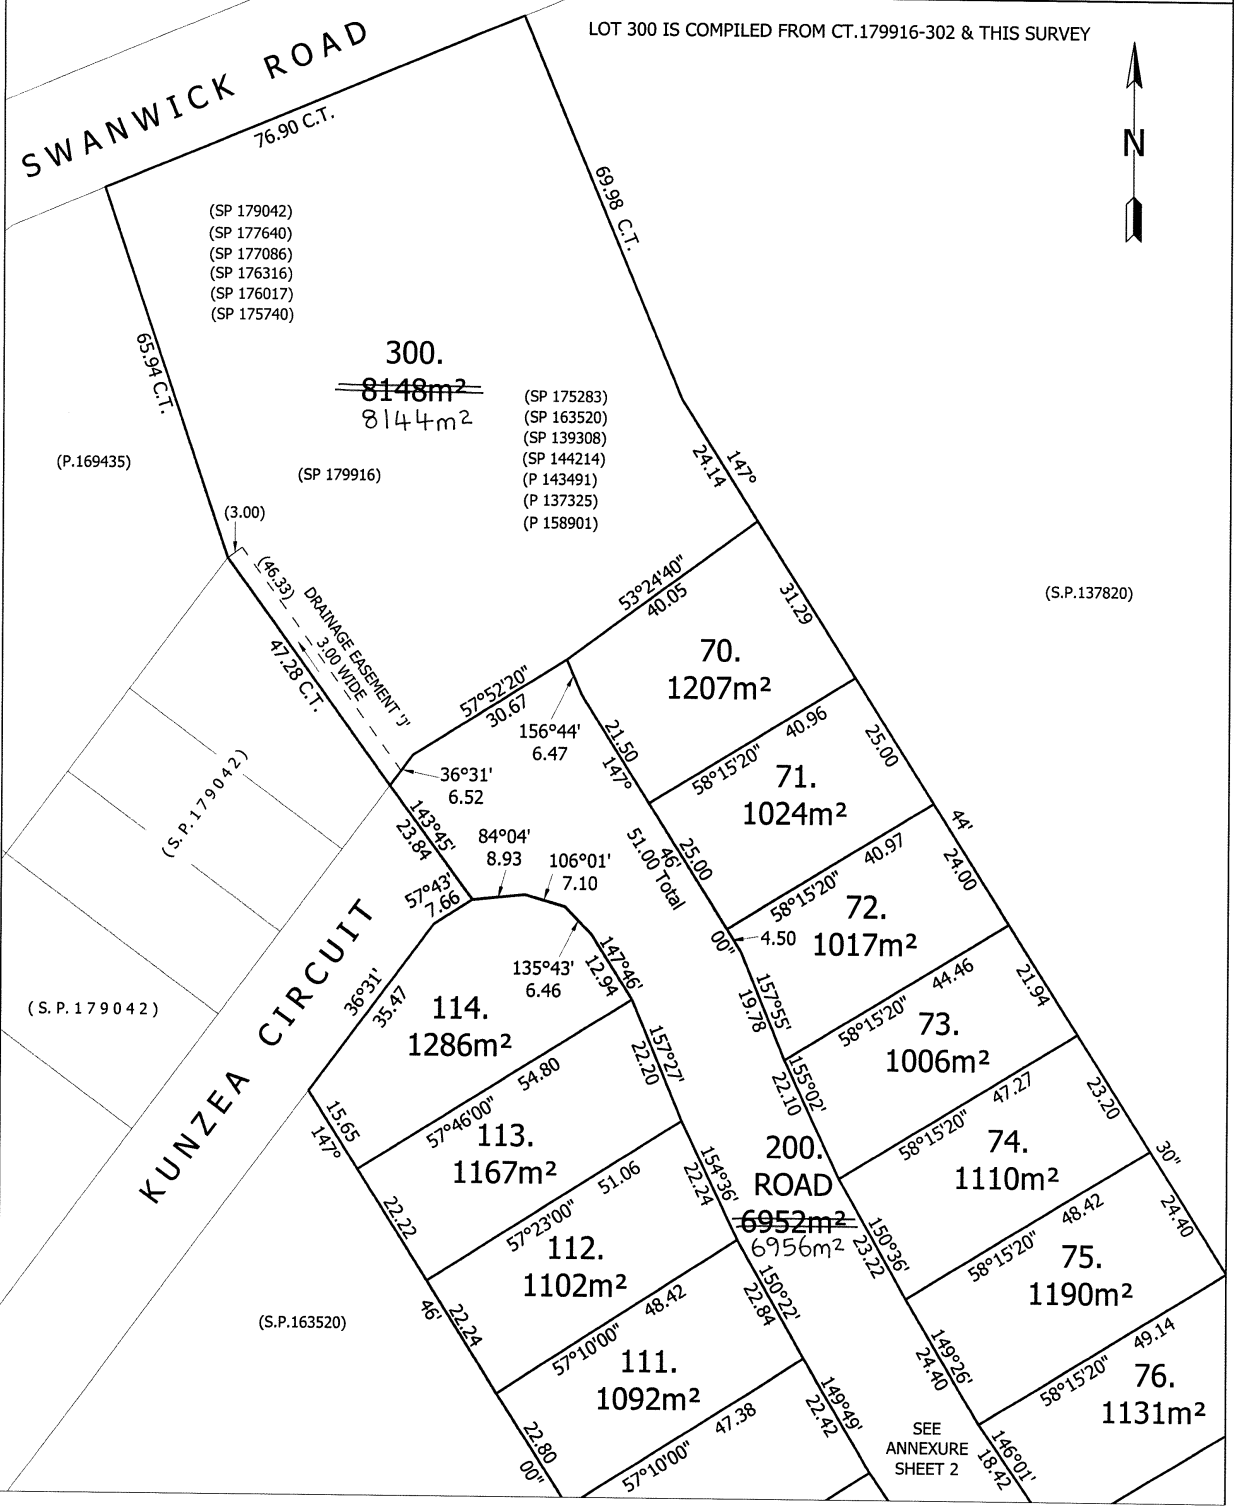 LOT 300 IS COMPILED FROM CT.179916-302 & THIS SURVEY
SWANWICK ROAD
76.90 C.T.
N
69.98 C.T.
(SP 179042)
(SP 177640)
(SP 177086)
(SP 176316)
(SP 176017)
(SP 175740)
65.94 C.T.
300.
8148m²
8144m²
(SP 175283)
(SP 163520)
(SP 139308)
(SP 144214)
(P 143491)
(P 137325)
(P 158901)
(P.169435)
(SP 179916)
147°
24.14
(3.00)
(46.33)
DRAINAGE EASEMENT 'J'
3.00 WIDE
47.28 C.T.
53°24'40"
40.05
31.29
(S.P.137820)
70.
1207m²
57°52'20"
30.67
156°44'
6.47
21.50
147°
40.96
58°15'20"
25.00
71.
1024m²
36°31'
6.52
(S.P.179042)
143°45'
23.84
84°04'
8.93
106°01'
7.10
46'
25.00
51.00 Total
44'
40.97
58°15'20"
24.00
57°43'
7.66
72.
1017m²
00"
4.50
135°43'
6.46
147°46'
12.94
KUNZEA CIRCUIT
36°31'
35.47
(S.P.179042)
114.
1286m²
157°55'
19.78
44.46
58°15'20"
21.94
73.
1006m²
157°27'
22.20
54.80
57°46'00"
155°02'
22.10
47.27
58°15'20"
23.20
15.65
147°
113.
1167m²
74.
1110m²
30"
200.
ROAD
6952m²
6956m²
154°36'
22.24
51.06
57°23'00"
22.22
48.42
58°15'20"
24.40
150°36'
23.22
112.
1102m²
75.
1190m²
46'
22.24
48.42
57°10'00"
150°22'
22.84
(S.P.163520)
149°26'
24.40
49.14
58°15'20"
111.
1092m²
76.
1131m²
149°49'
22.42
47.38
57°10'00"
22.80
00"
SEE
ANNEXURE
SHEET 2
146°01'
18.42